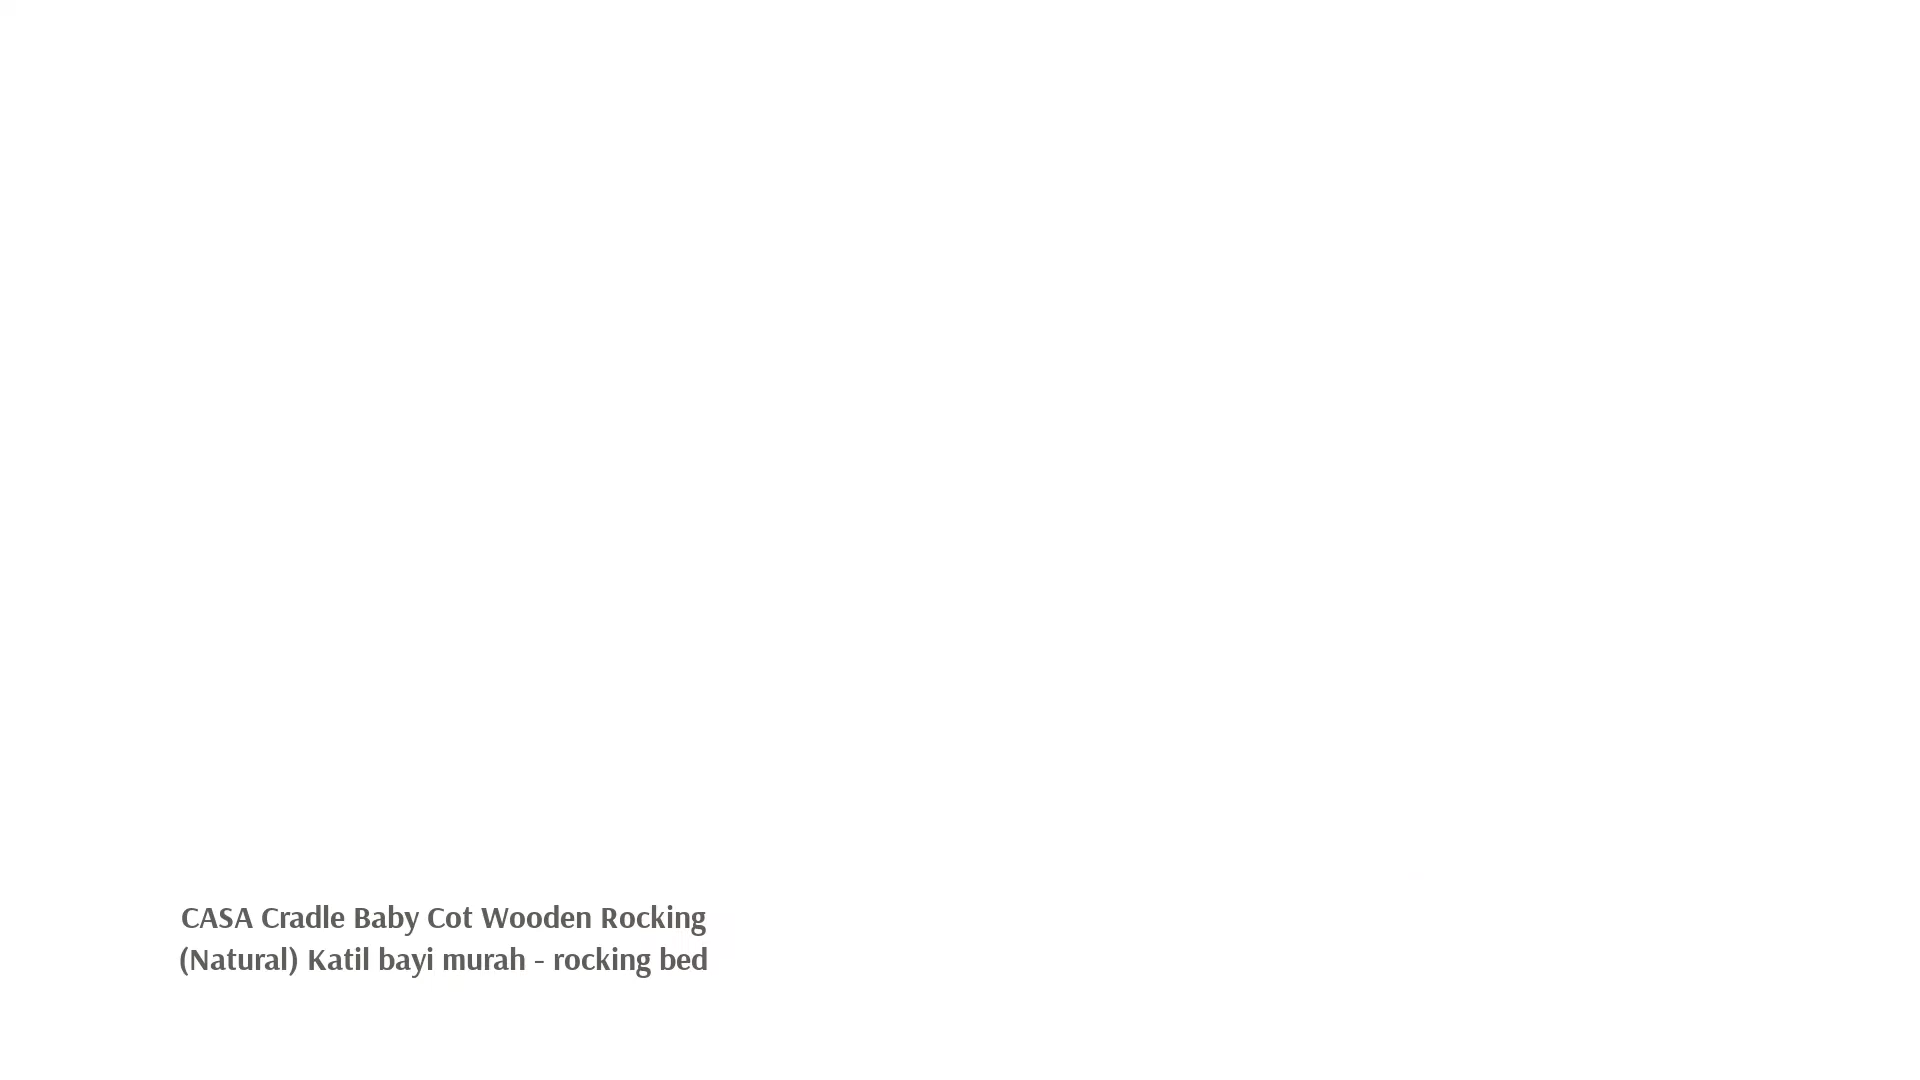 CASA Cradle Baby Cot Wooden Rocking
(Natural) Katil bayi murah - rocking bed